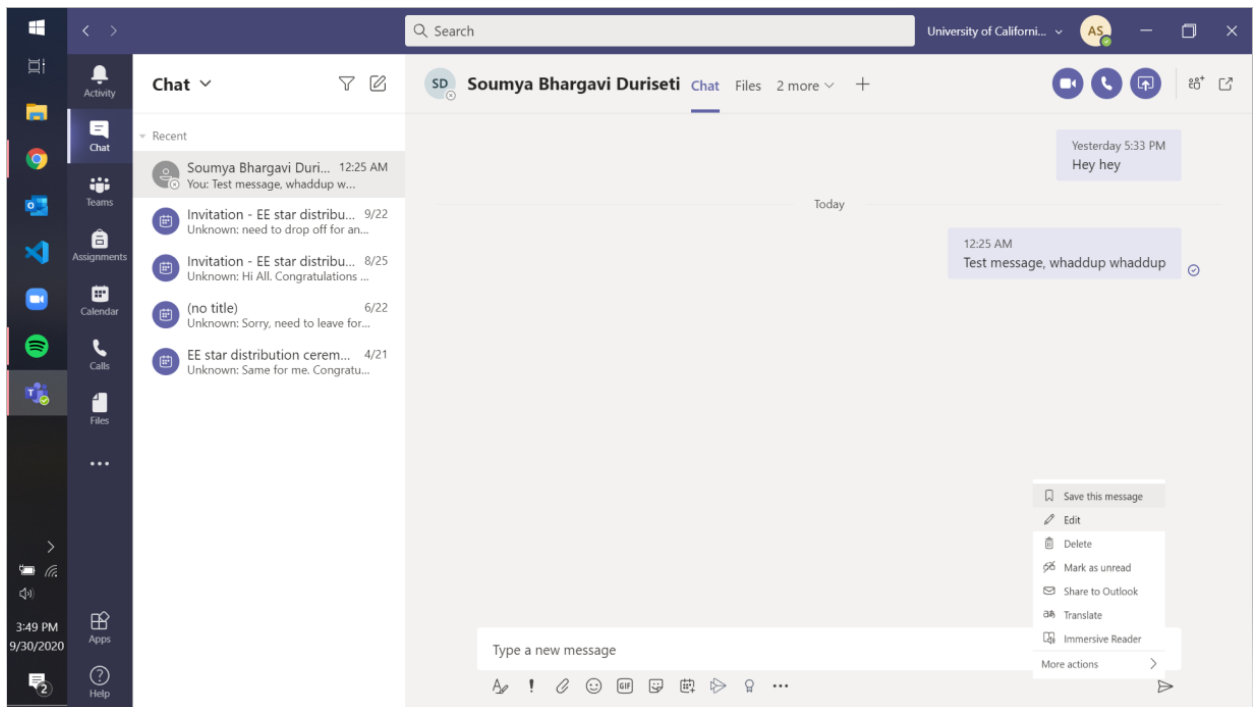 Search
University of Californi...
AS
Activity
Chat
Teams
Assignments
Calendar
Calls
Files
Apps
Help
3:49 PM
9/30/2020
2
Chat
Recent
Soumya Bhargavi Duri... 12:25 AM
You: Test message, whaddup w...
Invitation - EE star distribu... 9/22
Unknown: need to drop off for an...
Invitation - EE star distribu... 8/25
Unknown: Hi All. Congratulations ...
(no title) 6/22
Unknown: Sorry, need to leave for...
EE star distribution cerem... 4/21
Unknown: Same for me. Congratu...
SD Soumya Bhargavi Duriseti Chat Files 2 more
Yesterday 5:33 PM
Hey hey
Today
12:25 AM
Test message, whaddup whaddup
Save this message
Edit
Delete
Mark as unread
Share to Outlook
Translate
Immersive Reader
More actions
Type a new message
GIF